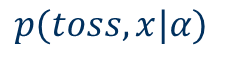 p(toss, x|α)